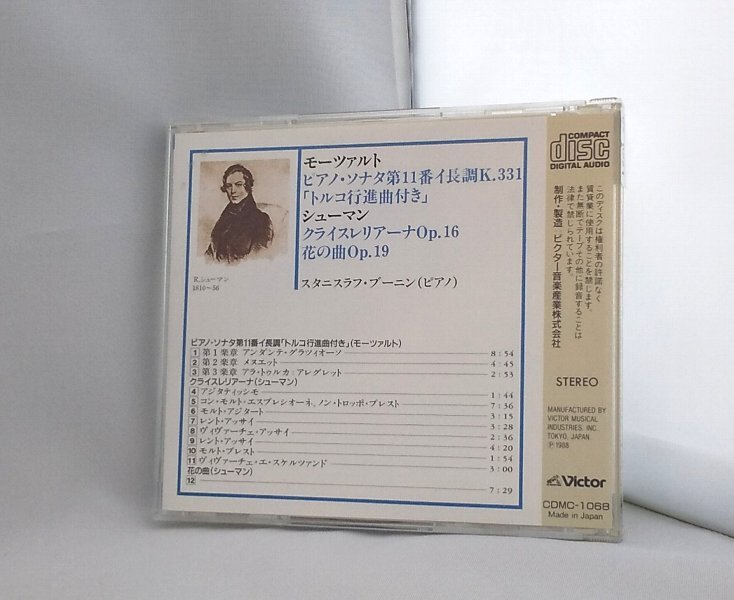 モーツァルト
ピアノ・ソナタ第11番イ長調K.331
「トルコ行進曲付き」
シューマン
クライスレリアーナOp.16
花の曲Op.19
スタニスラフ・ブーニン(ピアノ)
R.シューマン
1810〜56
ピアノ・ソナタ第11番イ長調「トルコ行進曲付き」(モーツァルト)
1 第1楽章 アンダンテ・グラツィオーソ 8:54
2 第2楽章 メヌエット 4:45
3 第3楽章 アラ・トゥルカ:アレグレット 2:53
クライスレリアーナ(シューマン)
4 アジタティッシモ 1:44
5 コン・モルト・エスプレシオーネ、ノン・トロッポ・プレスト 7:36
6 モルト・アジタート 3:15
7 レント・アッサイ 3:28
8 ヴィヴァーチェ・アッサイ 2:36
9 レント・アッサイ 4:20
10 モルト・プレスト 1:54
11 ヴィヴァーチェ・エ・スケルツァンド 3:00
花の曲(シューマン)
12 7:29
COMPACT
disc
DIGITAL AUDIO
このディスクは権利者の許諾なく
賃貸業に使用することを禁じます。
また無断でテープその他に録音することは
法律で禁じられています。
制作・製造 ビクター音楽産業株式会社
STEREO
MANUFACTURED BY
VICTOR MUSICAL
INDUSTRIES, INC.
TOKYO, JAPAN
Ⓟ1988
Victor
CDMC-1068
Made in Japan